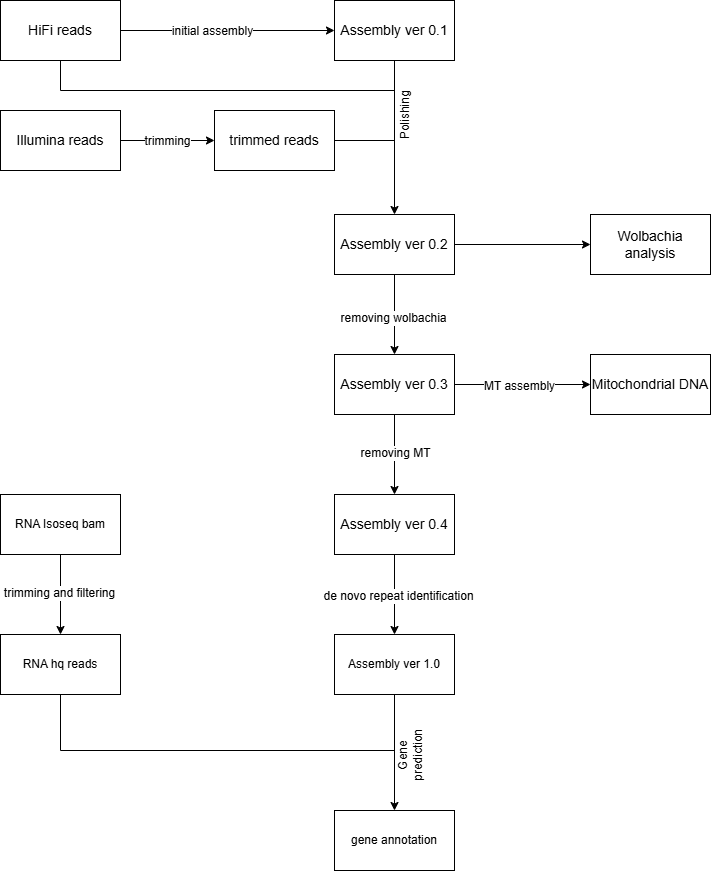 HiFi reads
initial assembly
Assembly ver 0.1
Polishing
Illumina reads
trimming
trimmed reads
Assembly ver 0.2
Wolbachia
analysis
removing wolbachia
Assembly ver 0.3
MT assembly
Mitochondrial DNA
removing MT
RNA Isoseq bam
Assembly ver 0.4
trimming and filtering
de novo repeat identification
RNA hq reads
Assembly ver 1.0
Gene
prediction
gene annotation